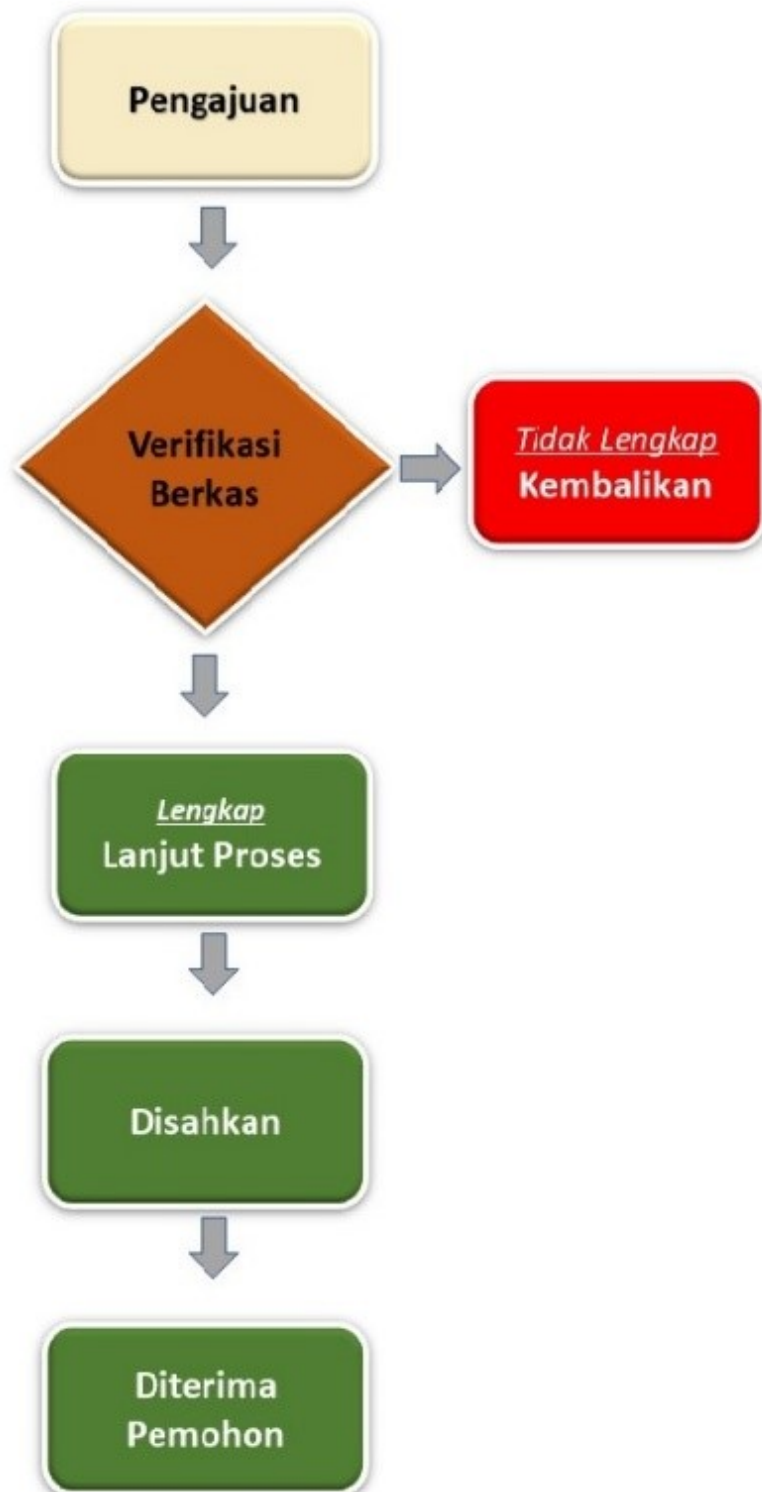 Pengajuan
Verifikasi
Berkas
Tidak Lengkap
Kembalikan
Lengkap
Lanjut Proses
Disahkan
Diterima
Pemohon